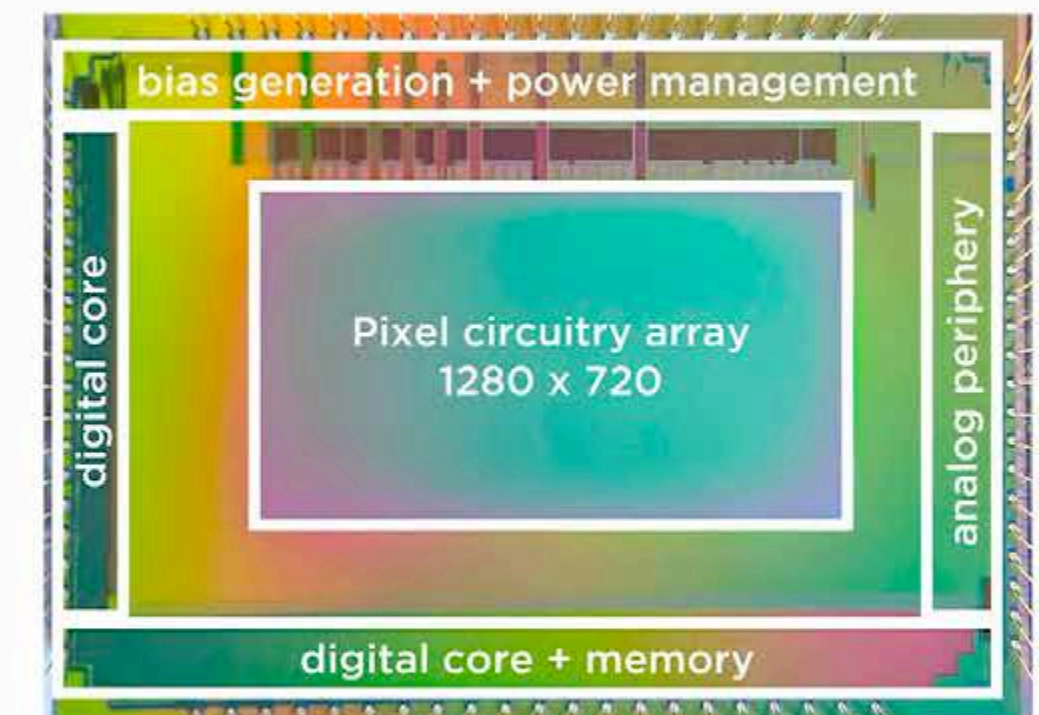 bias generation + power management
digital core
Pixel circuitry array
1280 x 720
analog periphery
digital core + memory